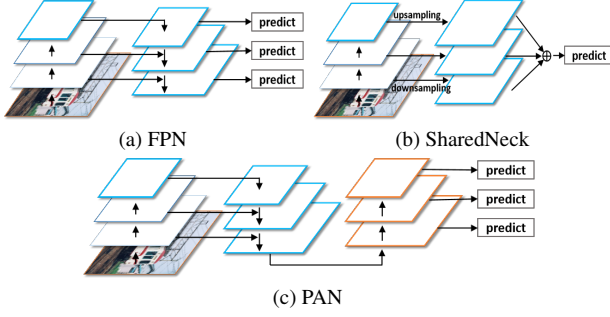 predict
predict
predict
(a) FPN
upsampling
downsampling
predict
(b) SharedNeck
predict
predict
predict
(c) PAN